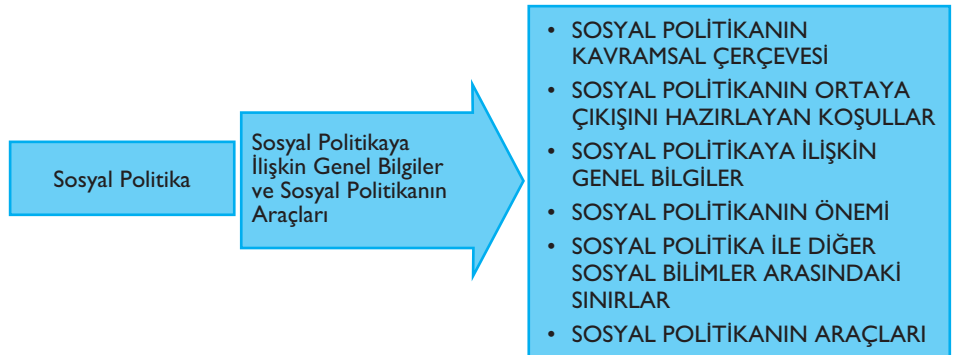 Sosyal Politika
Sosyal Politikaya
İlişkin Genel Bilgiler
ve Sosyal Politikanın
Araçları
• SOSYAL POLİTİKANIN
KAVRAMSAL ÇERÇEVESİ
• SOSYAL POLİTİKANIN ORTAYA
ÇIKIŞINI HAZIRLAYAN KOŞULLAR
• SOSYAL POLİTİKAYA İLİŞKİN
GENEL BİLGİLER
• SOSYAL POLİTİKANIN ÖNEMİ
• SOSYAL POLİTİKA İLE DİĞER
SOSYAL BİLİMLER ARASINDAKİ
SINIRLAR
• SOSYAL POLİTİKANIN ARAÇLARI